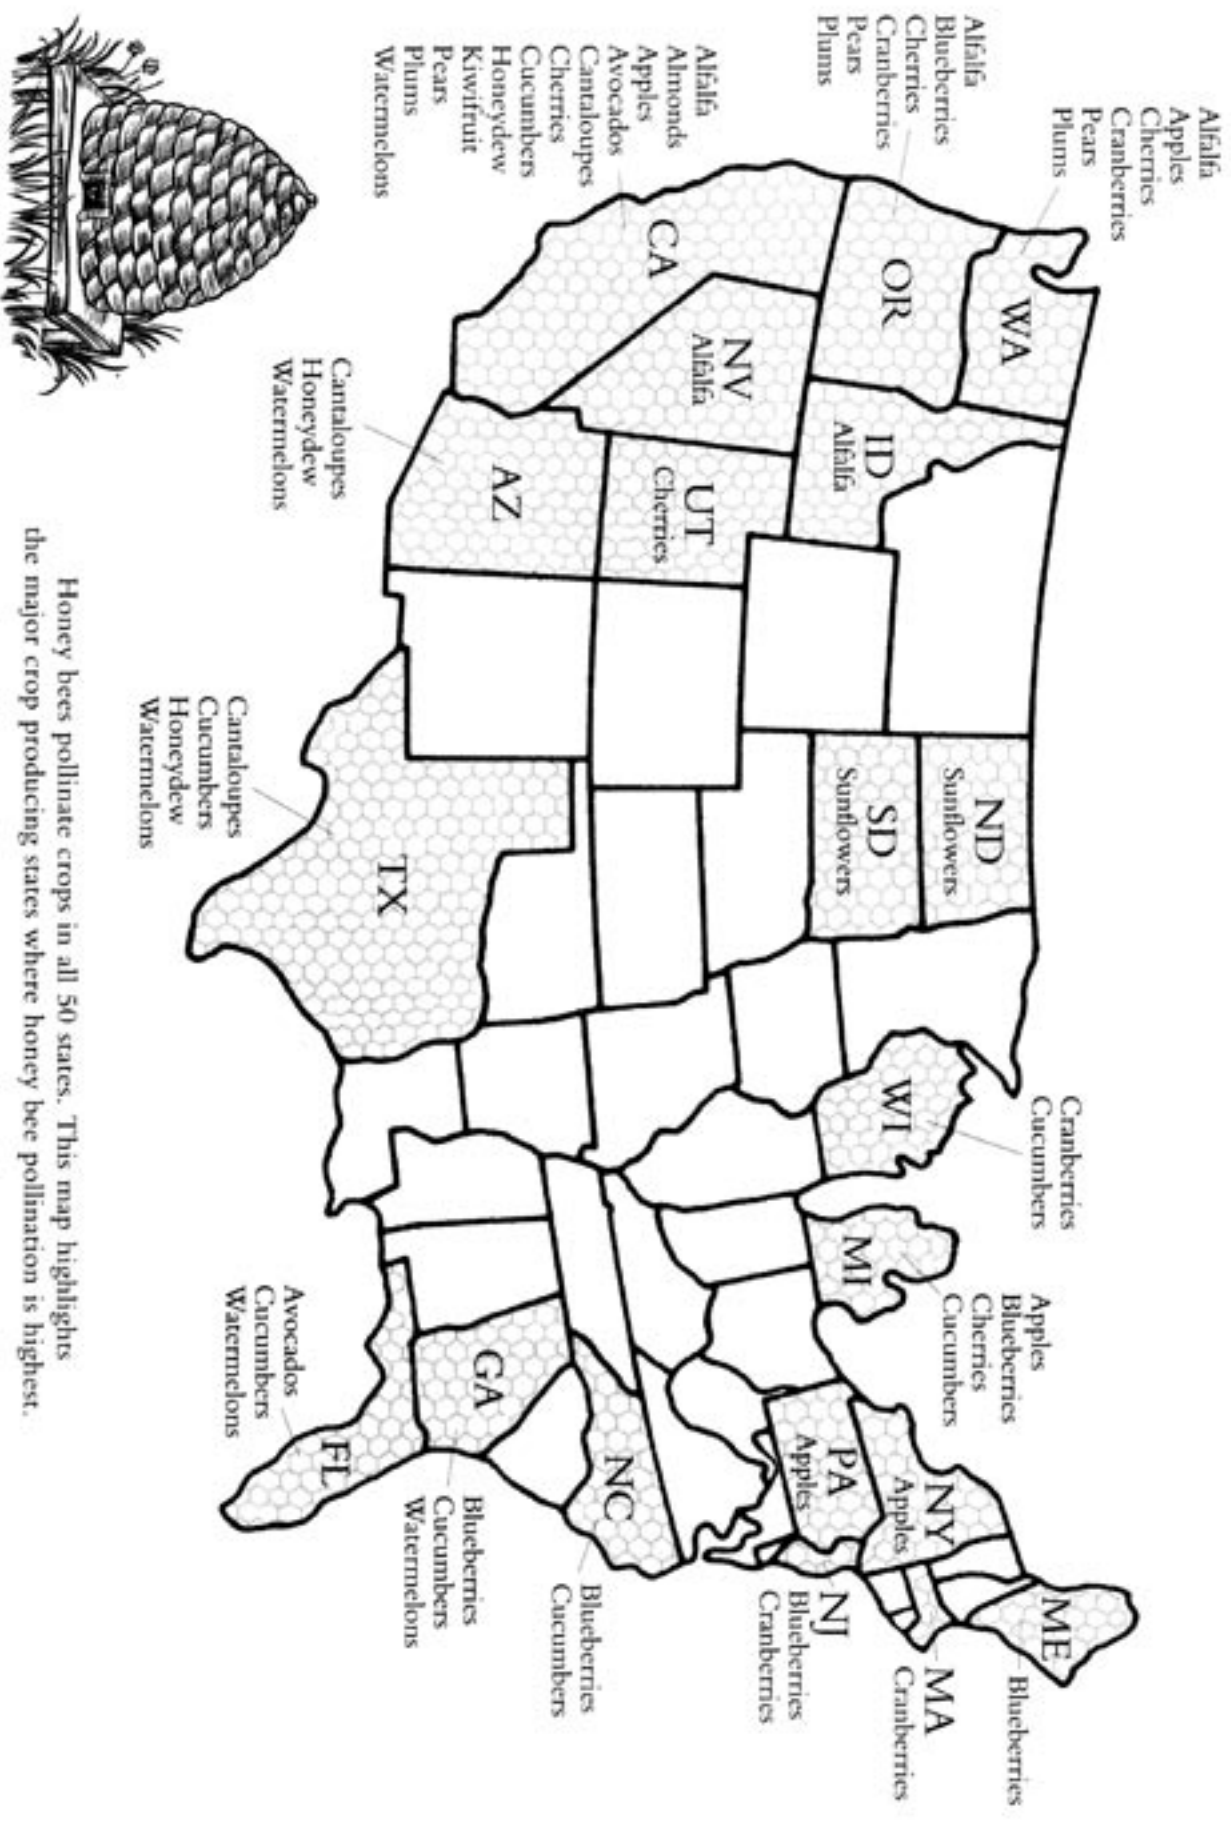 Alfalfa
Apples
Cherries
Cranberries
Pears
Plums
WA
Alfalfa
Blueberries
Cherries
Cranberries
Pears
Plums
OR
Alfalfa
Almonds
Apples
Avocados
Cantaloupes
Cherries
Cucumbers
Honeydew
Kiwifruit
Pears
Plums
Watermelons
CA
NV
Alfalfa
ID
Alfalfa
UT
Cherries
AZ
Cantaloupes
Honeydew
Watermelons
ND
Sunflowers
SD
Sunflowers
TX
Cantaloupes
Cucumbers
Honeydew
Watermelons
Cranberries
Cucumbers
WI
Apples
Blueberries
Cherries
Cucumbers
MI
ME
Blueberries
NY
Apples
MA
Cranberries
PA
Apples
NJ
Blueberries
Cranberries
NC
Blueberries
Cucumbers
GA
Blueberries
Cucumbers
Watermelons
FL
Avocados
Cucumbers
Watermelons
Honey bees pollinate crops in all 50 states. This map highlights
the major crop producing states where honey bee pollination is highest.